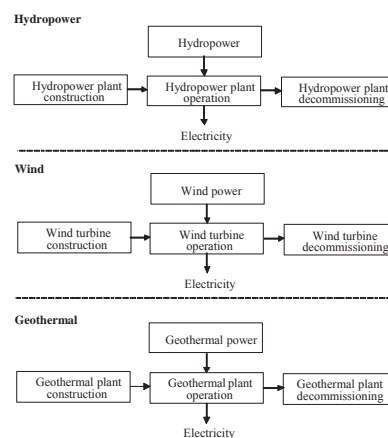 Hydropower
Hydropower
Hydropower plant
construction
Hydropower plant
operation
Hydropower plant
decommissioning
Electricity
Wind
Wind power
Wind turbine
construction
Wind turbine
operation
Wind turbine
decommissioning
Electricity
Geothermal
Geothermal power
Geothermal plant
construction
Geothermal plant
operation
Geothermal plant
decommissioning
Electricity